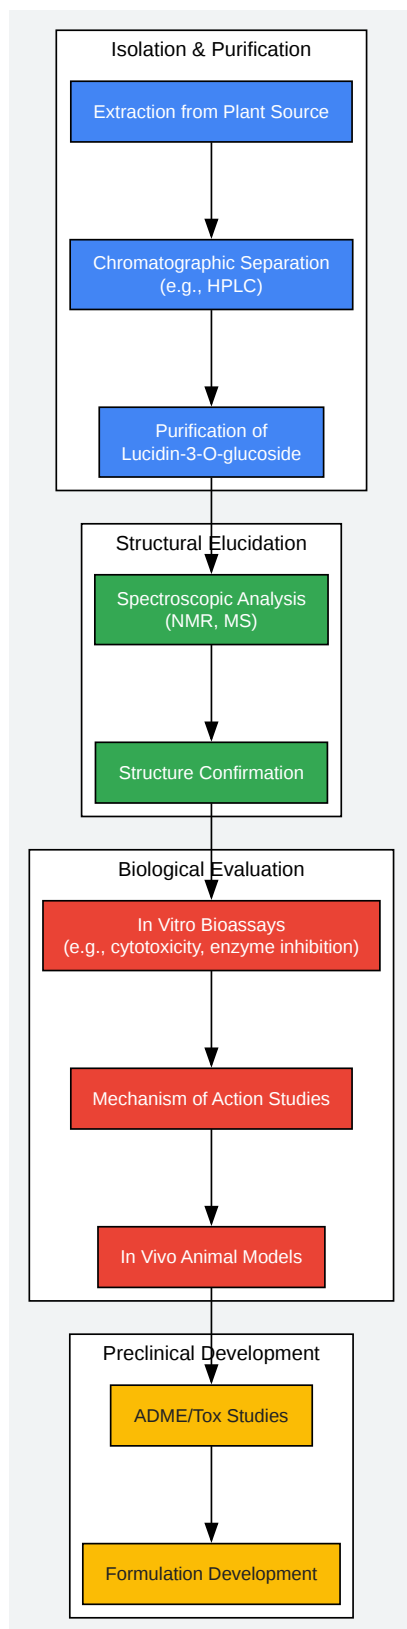 Isolation & Purification
Extraction from Plant Source
Chromatographic Separation
(e.g., HPLC)
Purification of
Lucidin-3-O-glucoside
Structural Elucidation
Spectroscopic Analysis
(NMR, MS)
Structure Confirmation
Biological Evaluation
In Vitro Bioassays
(e.g., cytotoxicity, enzyme inhibition)
Mechanism of Action Studies
In Vivo Animal Models
Preclinical Development
ADME/Tox Studies
Formulation Development